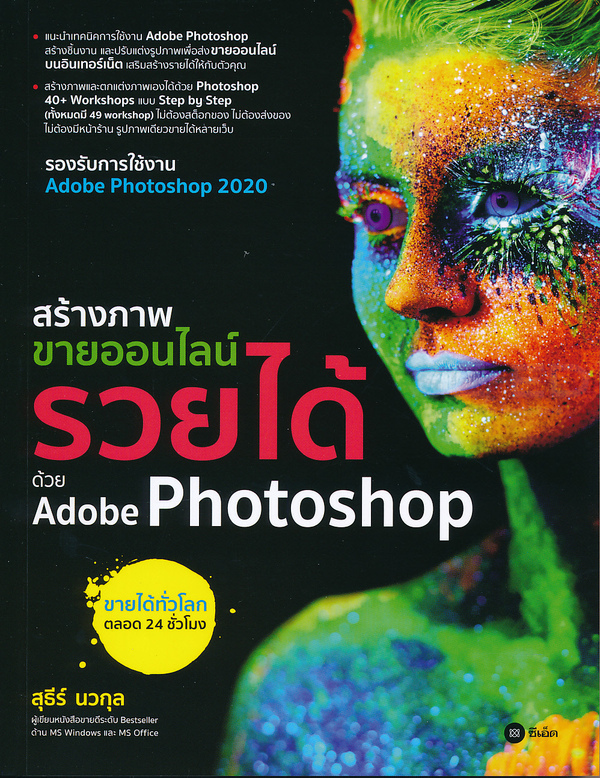 • แนะนำเทคนิคการใช้งาน Adobe Photoshop
สร้างชิ้นงาน และปรับแต่งรูปภาพเพื่อส่งขายออนไลน์
บนอินเทอร์เน็ต เสริมสร้างรายได้ให้กับตัวคุณ
• สร้างภาพและตกแต่งภาพเองได้ด้วย Photoshop
40+ Workshops แบบ Step by Step
(ทั้งหมดมี 49 workshop) ไม่ต้องสต็อกของ ไม่ต้องส่งของ
ไม่ต้องมีหน้าร้าน รูปภาพเดียวขายได้หลายเว็บ
รองรับการใช้งาน
Adobe Photoshop 2020
สร้างภาพ
ขายออนไลน์
รวยได้
ด้วย
Adobe Photoshop
ขายได้ทั่วโลก
ตลอด 24 ชั่วโมง
สุธีร์ นวกุล
ผู้เขียนหนังสือขายดีระดับ Bestseller
ด้าน MS Windows และ MS Office
ซีเอ็ด